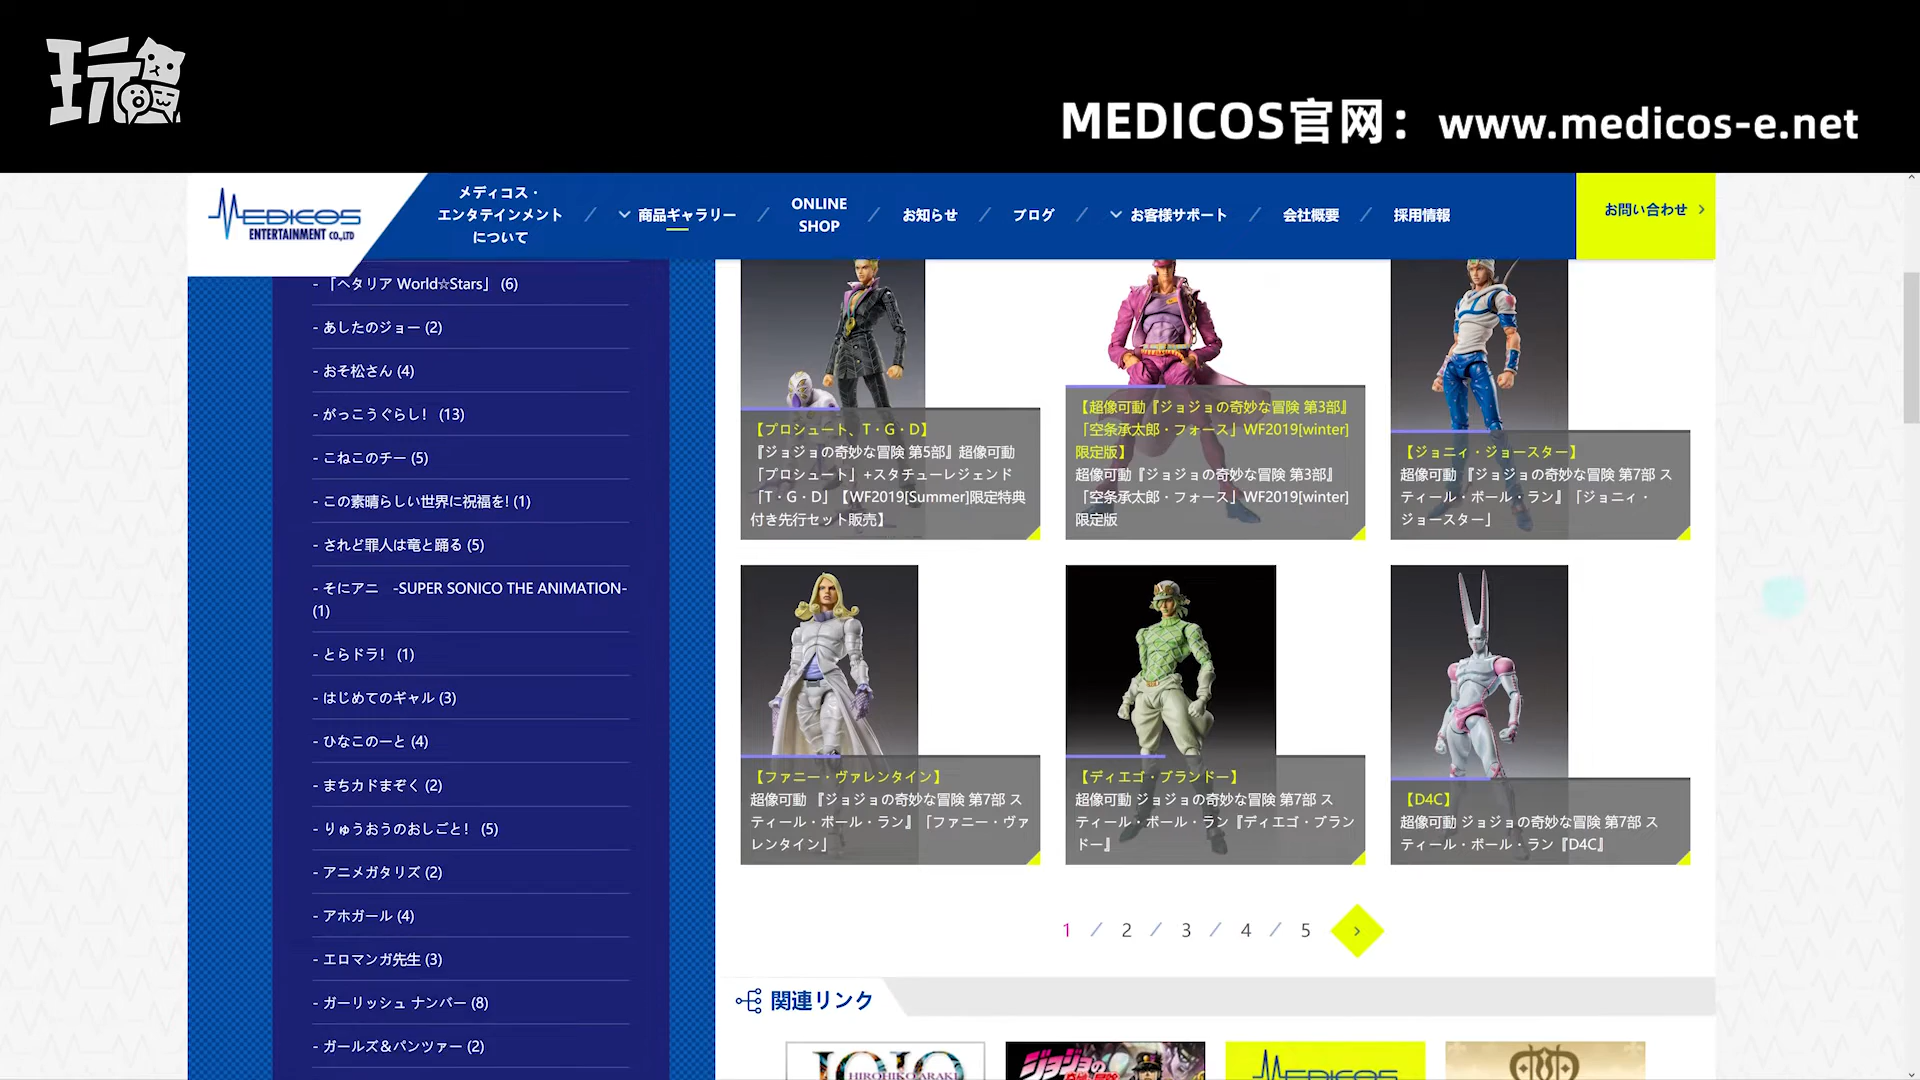 玩偶
MEDICOS官网：www.medicos-e.net
MEDICOS
ENTERTAINMENT CO.,LTD
メディコス・
エンタテインメント
について
商品ギャラリー
ONLINE
SHOP
お知らせ
ブログ
お客様サポート
会社概要
採用情報
お問い合わせ
- 「ヘタリア World☆Stars」 (6)
- あしたのジョー (2)
- おそ松さん (4)
- がっこうぐらし！ (13)
- こねこのチー (5)
- この素晴らしい世界に祝福を! (1)
- されど罪人は竜と踊る (5)
- そにアニ　-SUPER SONICO THE ANIMATION-
(1)
- とらドラ！ (1)
- はじめてのギャル (3)
- ひなこのーと (4)
- まちカドまぞく (2)
- りゅうおうのおしごと！ (5)
- アニメガタリズ (2)
- アホガール (4)
- エロマンガ先生 (3)
- ガーリッシュ ナンバー (8)
- ガールズ＆パンツァー (2)
【プロシュート、T・G・D】
『ジョジョの奇妙な冒険 第5部』超像可動
「プロシュート」+スタチューレジェンド
「T・G・D」【WF2019[Summer]限定特典
付き先行セット販売】
【超像可動『ジョジョの奇妙な冒険 第3部』
「空条承太郎・フォース」WF2019[winter]
限定版】
超像可動『ジョジョの奇妙な冒険 第3部』
「空条承太郎・フォース」WF2019[winter]
限定版
【ジョニィ・ジョースター】
超像可動 『ジョジョの奇妙な冒険 第7部 ス
ティール・ボール・ラン』「ジョニィ・
ジョースター」
【ファニー・ヴァレンタイン】
超像可動 『ジョジョの奇妙な冒険 第7部 ス
ティール・ボール・ラン』「ファニー・ヴァ
レンタイン」
【ディエゴ・ブランドー】
超像可動 ジョジョの奇妙な冒険 第7部 ス
ティール・ボール・ラン『ディエゴ・ブラン
ドー』
【D4C】
超像可動 ジョジョの奇妙な冒険 第7部 ス
ティール・ボール・ラン『D4C』
1 / 2 / 3 / 4 / 5
関連リンク
JOJO
HIROHIKO ARAKI
ジョジョの
MEDICOS